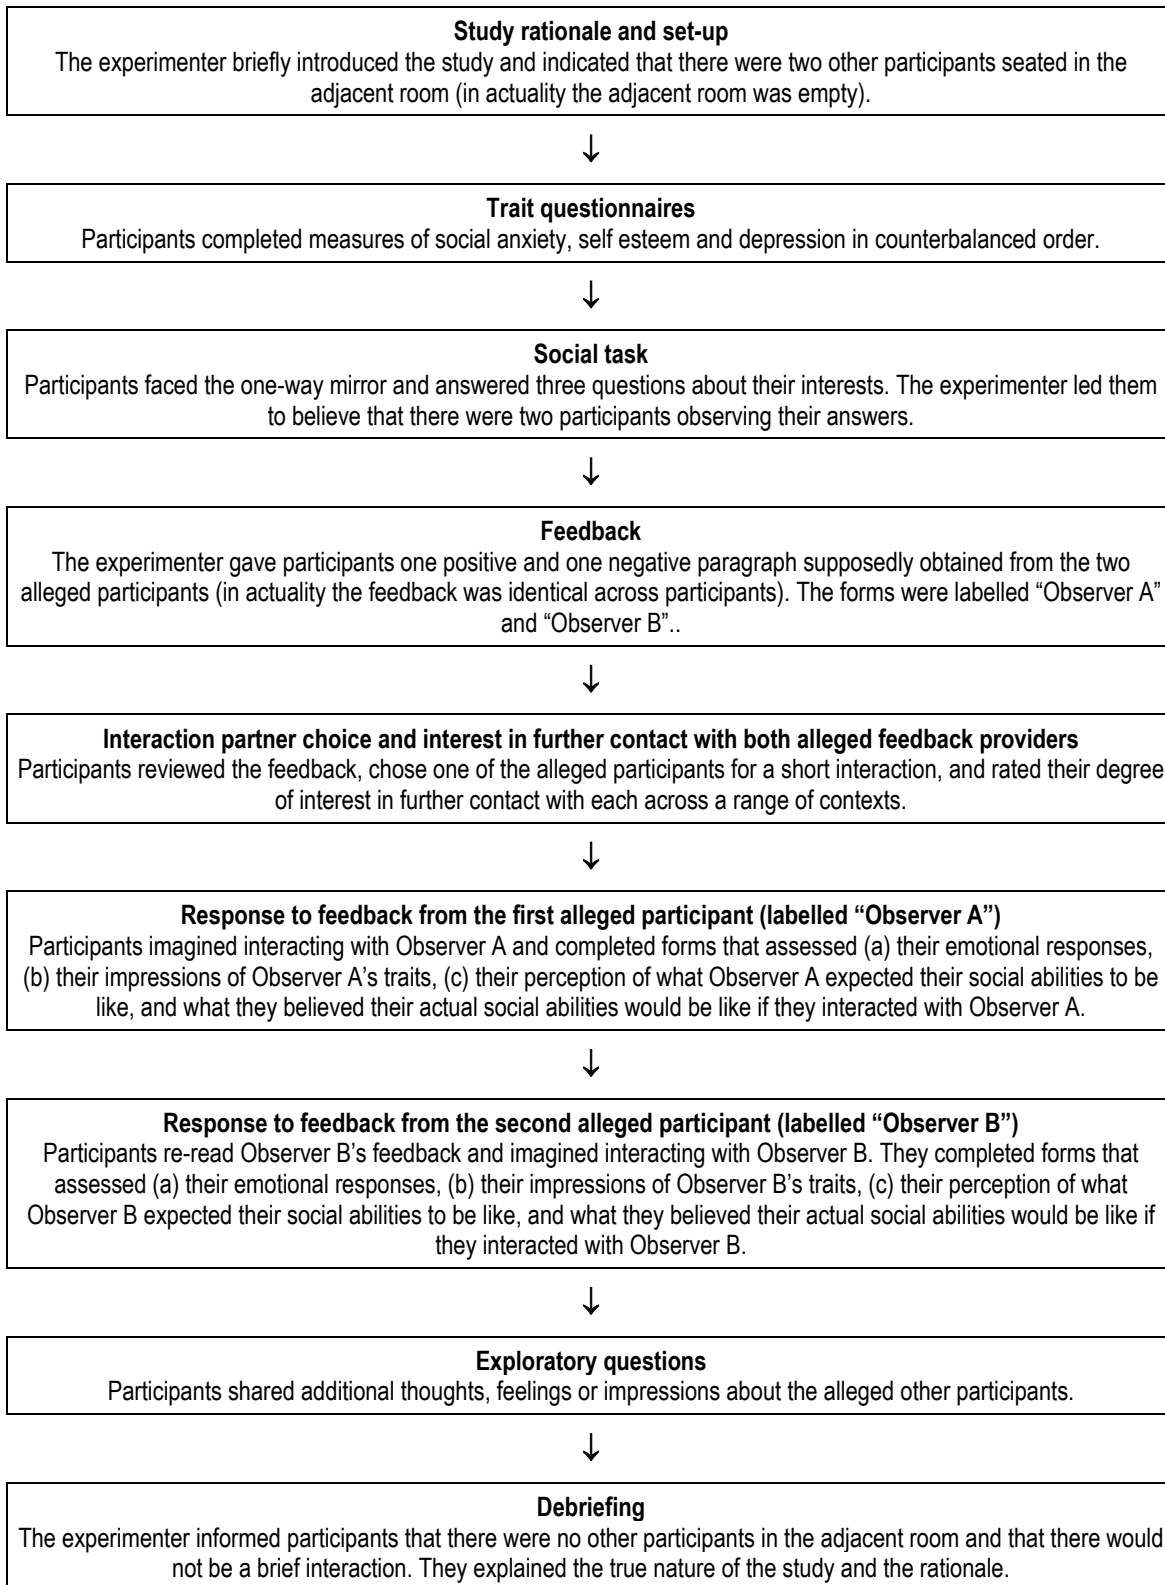 Study rationale and set-up
The experimenter briefly introduced the study and indicated that there were two other participants seated in the
adjacent room (in actuality the adjacent room was empty).
↓
Trait questionnaires
Participants completed measures of social anxiety, self esteem and depression in counterbalanced order.
↓
Social task
Participants faced the one-way mirror and answered three questions about their interests. The experimenter led them
to believe that there were two participants observing their answers.
↓
Feedback
The experimenter gave participants one positive and one negative paragraph supposedly obtained from the two
alleged participants (in actuality the feedback was identical across participants). The forms were labelled “Observer A”
and “Observer B”..
↓
Interaction partner choice and interest in further contact with both alleged feedback providers
Participants reviewed the feedback, chose one of the alleged participants for a short interaction, and rated their degree
of interest in further contact with each across a range of contexts.
↓
Response to feedback from the first alleged participant (labelled “Observer A”)
Participants imagined interacting with Observer A and completed forms that assessed (a) their emotional responses,
(b) their impressions of Observer A’s traits, (c) their perception of what Observer A expected their social abilities to be
like, and what they believed their actual social abilities would be like if they interacted with Observer A.
↓
Response to feedback from the second alleged participant (labelled “Observer B”)
Participants re-read Observer B’s feedback and imagined interacting with Observer B. They completed forms that
assessed (a) their emotional responses, (b) their impressions of Observer B’s traits, (c) their perception of what
Observer B expected their social abilities to be like, and what they believed their actual social abilities would be like if
they interacted with Observer B.
↓
Exploratory questions
Participants shared additional thoughts, feelings or impressions about the alleged other participants.
↓
Debriefing
The experimenter informed participants that there were no other participants in the adjacent room and that there would
not be a brief interaction. They explained the true nature of the study and the rationale.